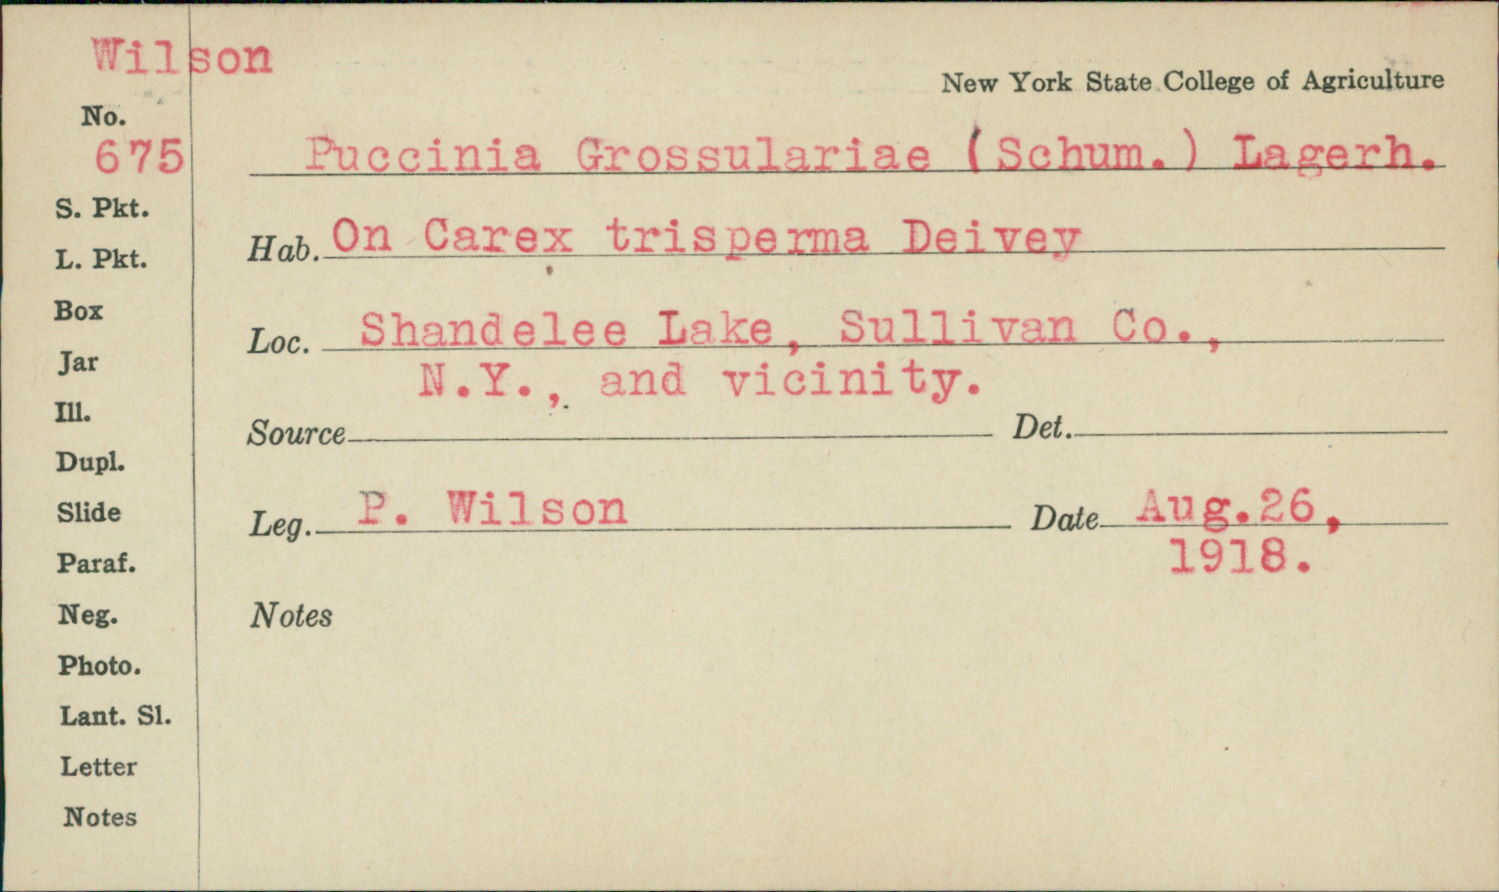 Wilson
New York State College of Agriculture
No.
675
Puccinia Grossulariae (Schum.) Lagerh.
S. Pkt.
Hab. On Carex trisperma Deivey
L. Pkt.
Box
Loc. Shandelee Lake, Sullivan Co.,
Jar
N.Y., and vicinity.
Ill.
Source Det.
Dupl.
Slide
Leg. P. Wilson Date Aug.26,
1918.
Paraf.
Neg.
Notes
Photo.
Lant. Sl.
Letter
Notes